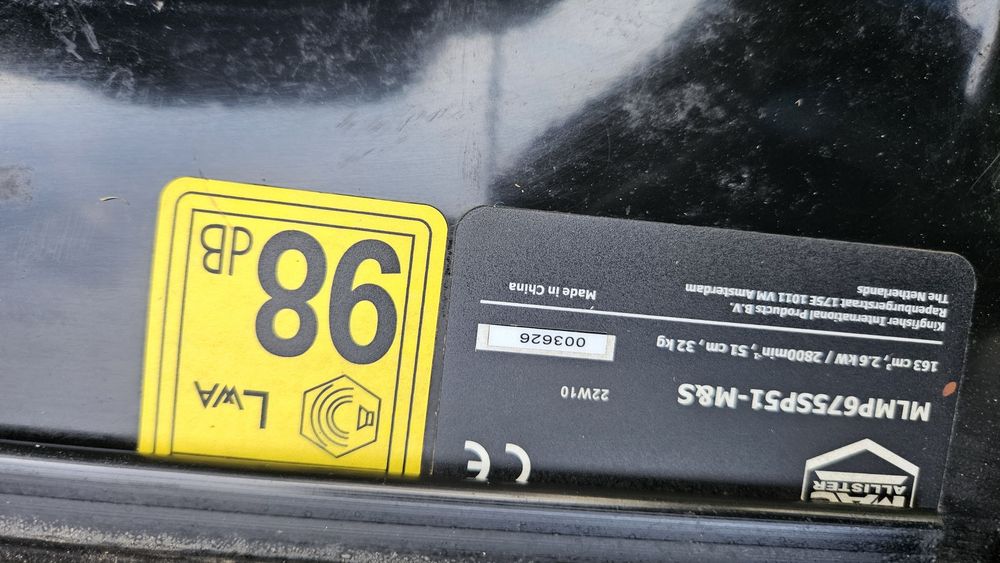 MAC
ALLISTER
CE
MLMP675SP51-M&S
22W10
163 cm³, 2.6 kW / 2800min⁻¹, 51 cm , 32 kg
003626
Kingfisher International Products B.V.
Rapenburgerstraat 175E 1011 VM Amsterdam
The Netherlands
Made in China
LWA
98 dB